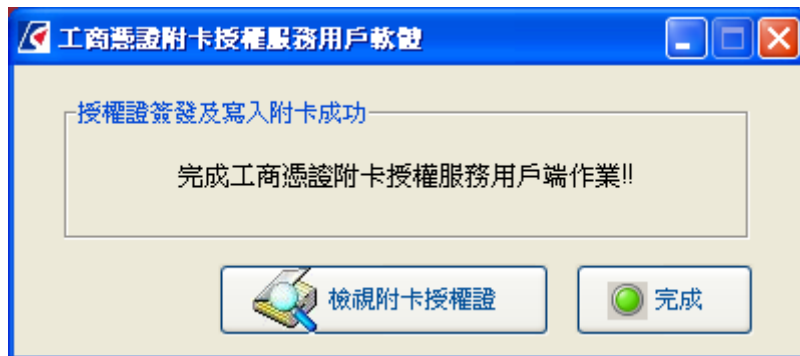 工商憑證附卡授權服務用戶軟體
授權證簽發及寫入附卡成功
完成工商憑證附卡授權服務用戶端作業!!
檢視附卡授權證
完成